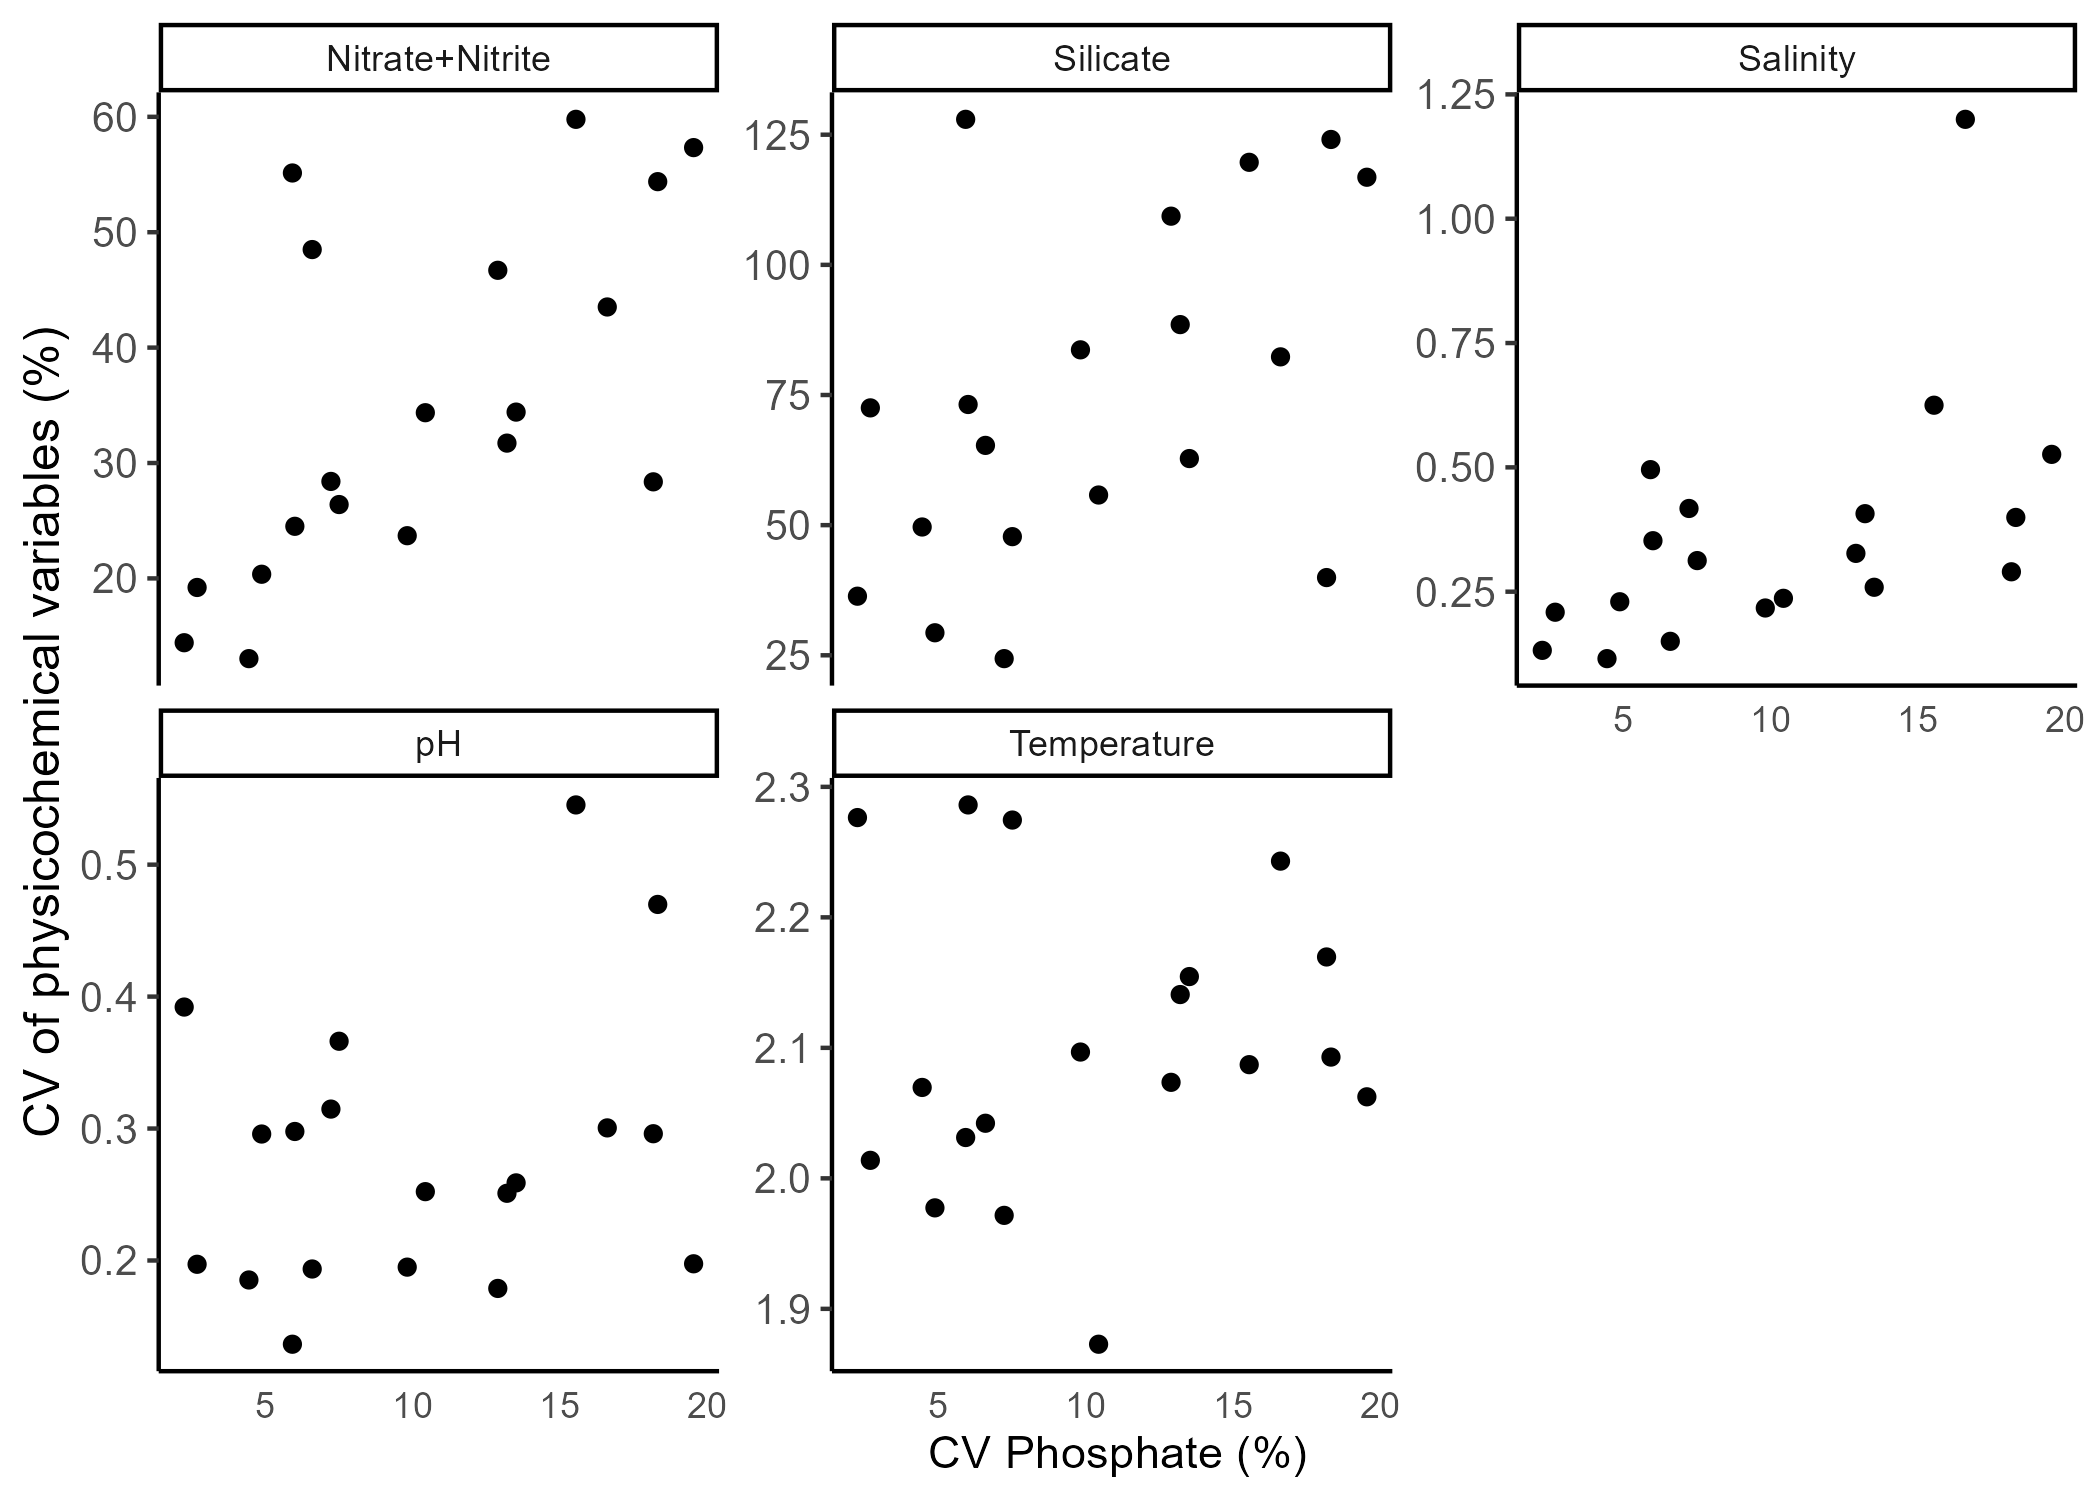 Nitrate+Nitrite
Silicate
Salinity
60
50
40
30
20
125
100
75
50
25
1.25
1.00
0.75
0.50
0.25
5 10 15 20
pH
Temperature
0.5
0.4
0.3
0.2
2.3
2.2
2.1
2.0
1.9
5 10 15 20
5 10 15 20
CV Phosphate (%)
CV of physicochemical variables (%)